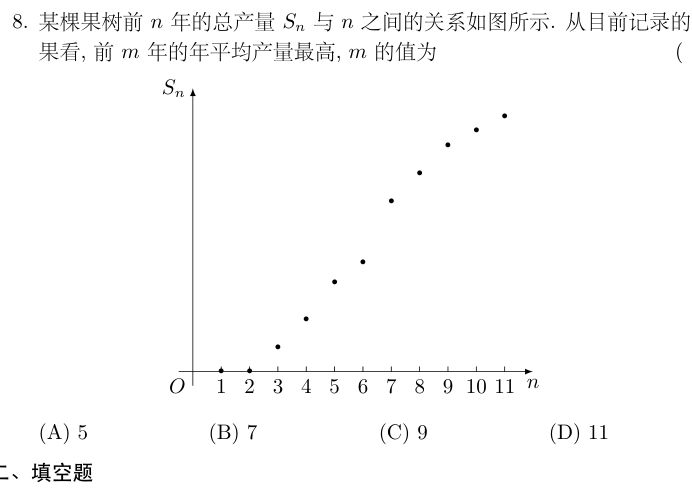 8. 某棵果树前 n 年的总产量 Sₙ 与 n 之间的关系如图所示. 从目前记录的
果看, 前 m 年的年平均产量最高, m 的值为 (
Sₙ
O 1 2 3 4 5 6 7 8 9 10 11 n
(A) 5 (B) 7 (C) 9 (D) 11
二、填空题